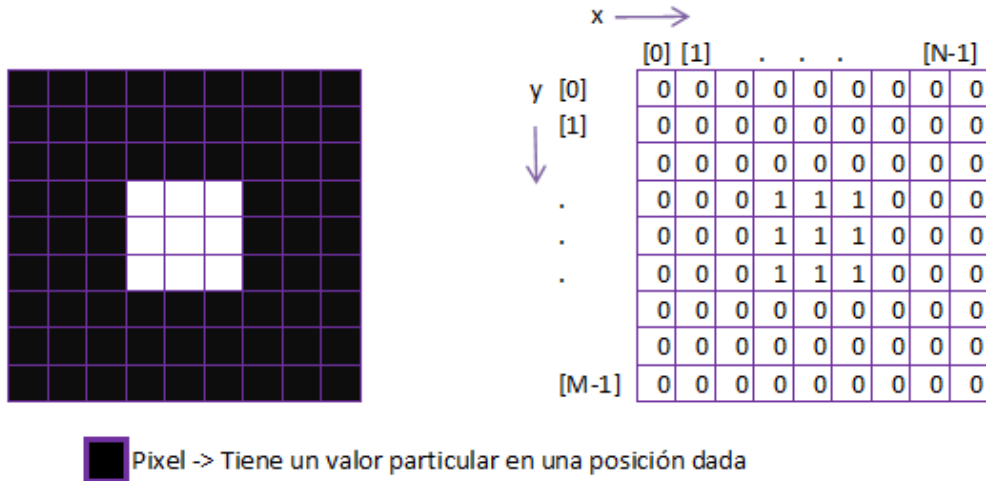 x
[0] [1] . . . [N-1]
y [0] 0 0 0 0 0 0 0 0 0
[1] 0 0 0 0 0 0 0 0 0
0 0 0 0 0 0 0 0 0
. 0 0 0 1 1 1 0 0 0
. 0 0 0 1 1 1 0 0 0
. 0 0 0 1 1 1 0 0 0
0 0 0 0 0 0 0 0 0
0 0 0 0 0 0 0 0 0
[M-1] 0 0 0 0 0 0 0 0 0
Pixel -> Tiene un valor particular en una posición dada